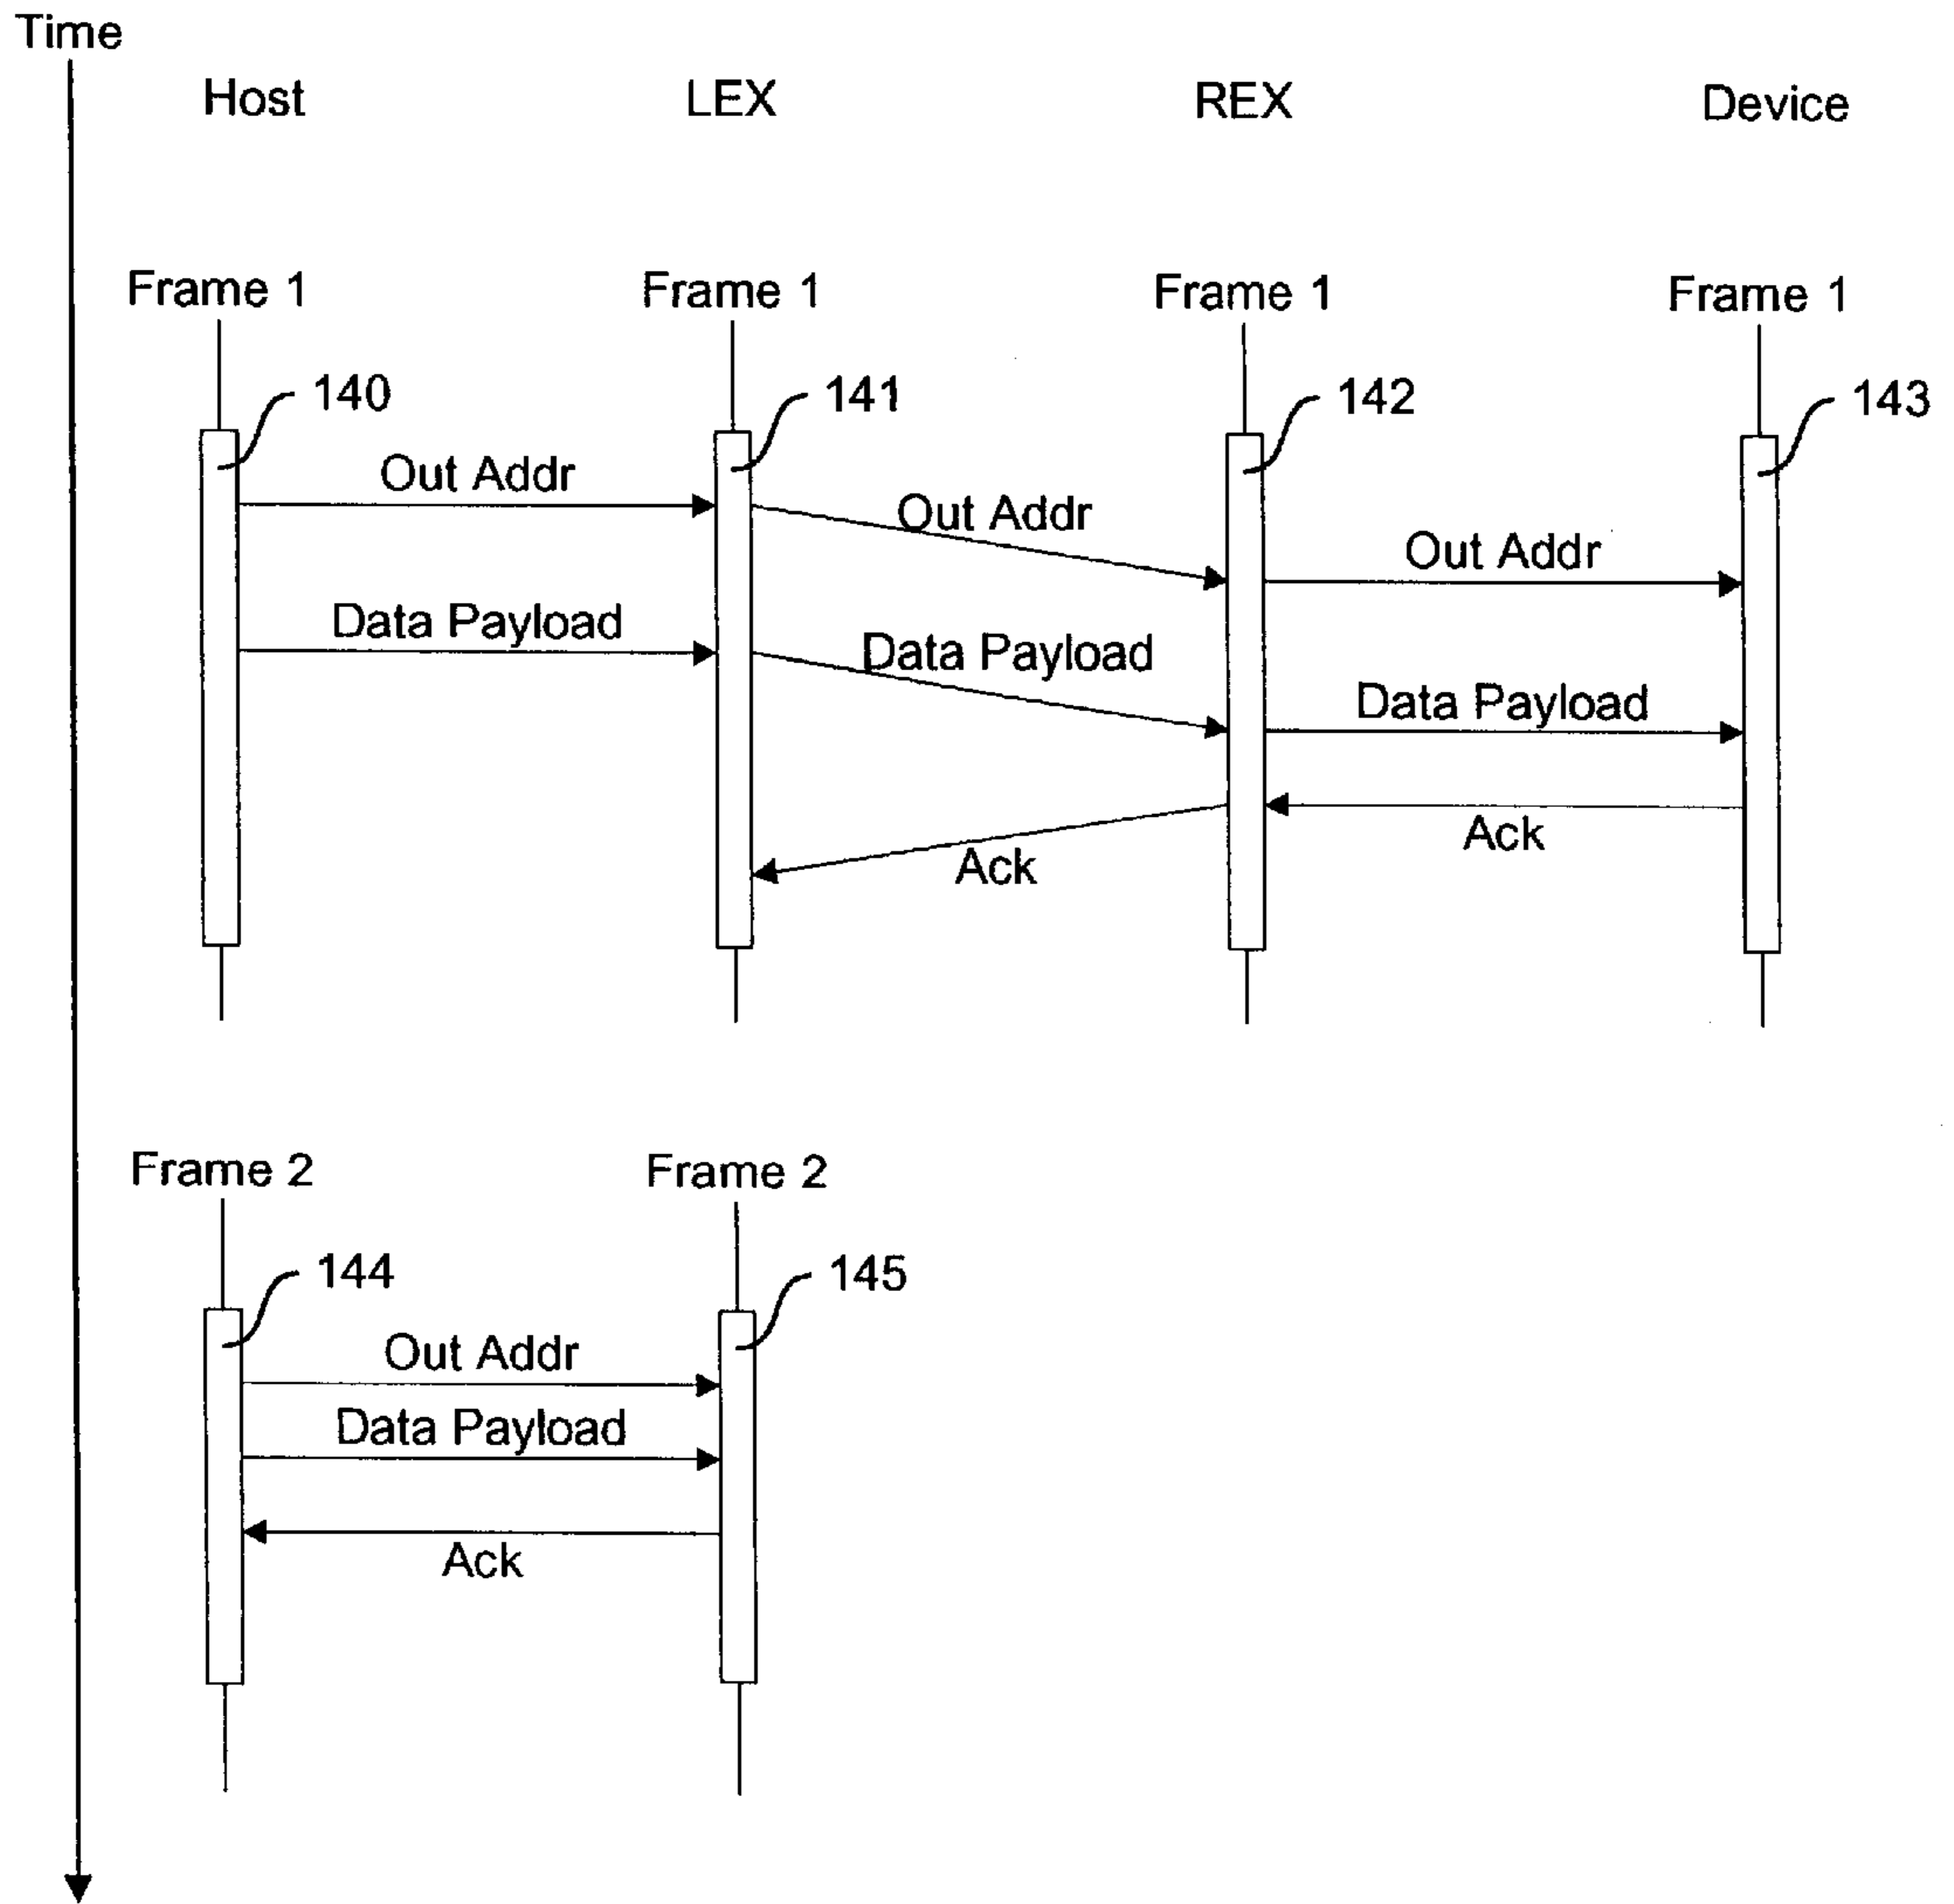 Time
Host LEX REX Device
Frame 1 Frame 1 Frame 1 Frame 1
140 141 142 143
Out Addr
Out Addr
Out Addr
Data Payload
Data Payload
Data Payload
Ack
Ack
Frame 2 Frame 2
144 145
Out Addr
Data Payload
Ack